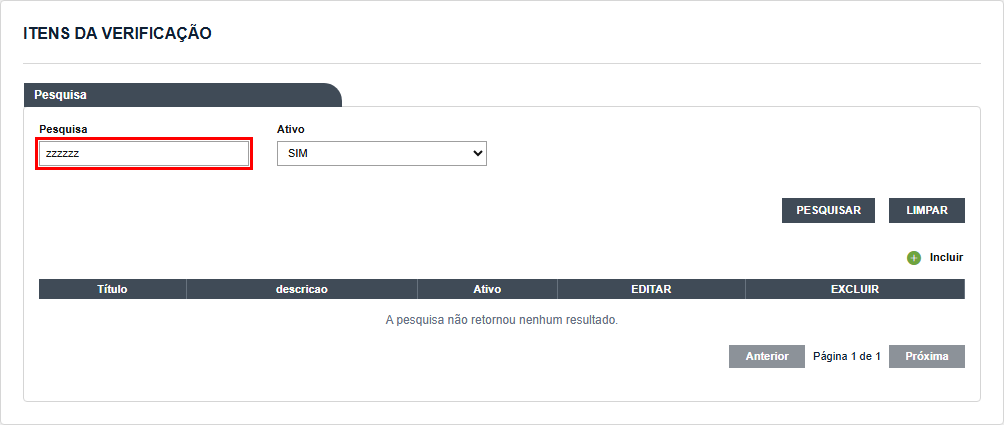 ITENS DA VERIFICAÇÃO
Pesquisa
Pesquisa Ativo
zzzzzz SIM
PESQUISAR LIMPAR
Incluir
Título descricao Ativo EDITAR EXCLUIR
A pesquisa não retornou nenhum resultado.
Anterior Página 1 de 1 Próxima